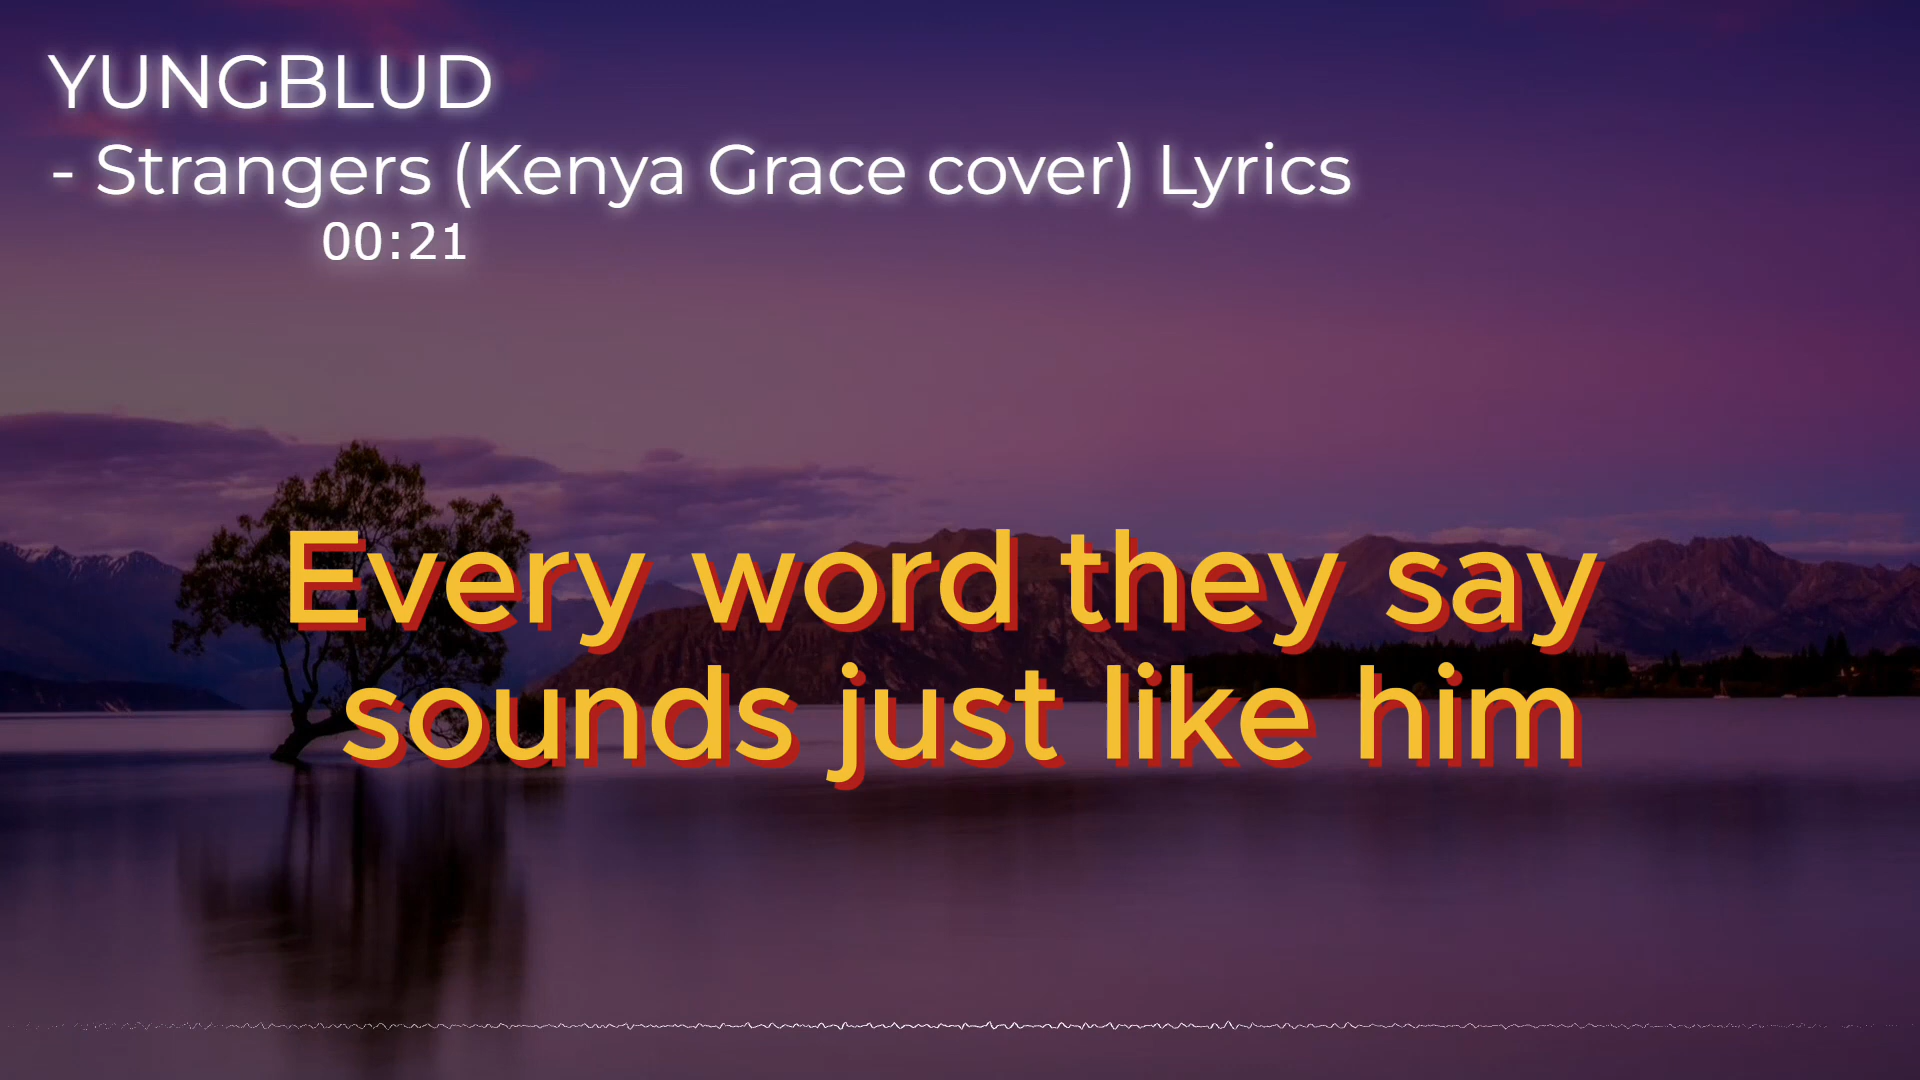 YUNGBLUD
- Strangers (Kenya Grace cover) Lyrics
00:21
Every word they say
sounds just like him